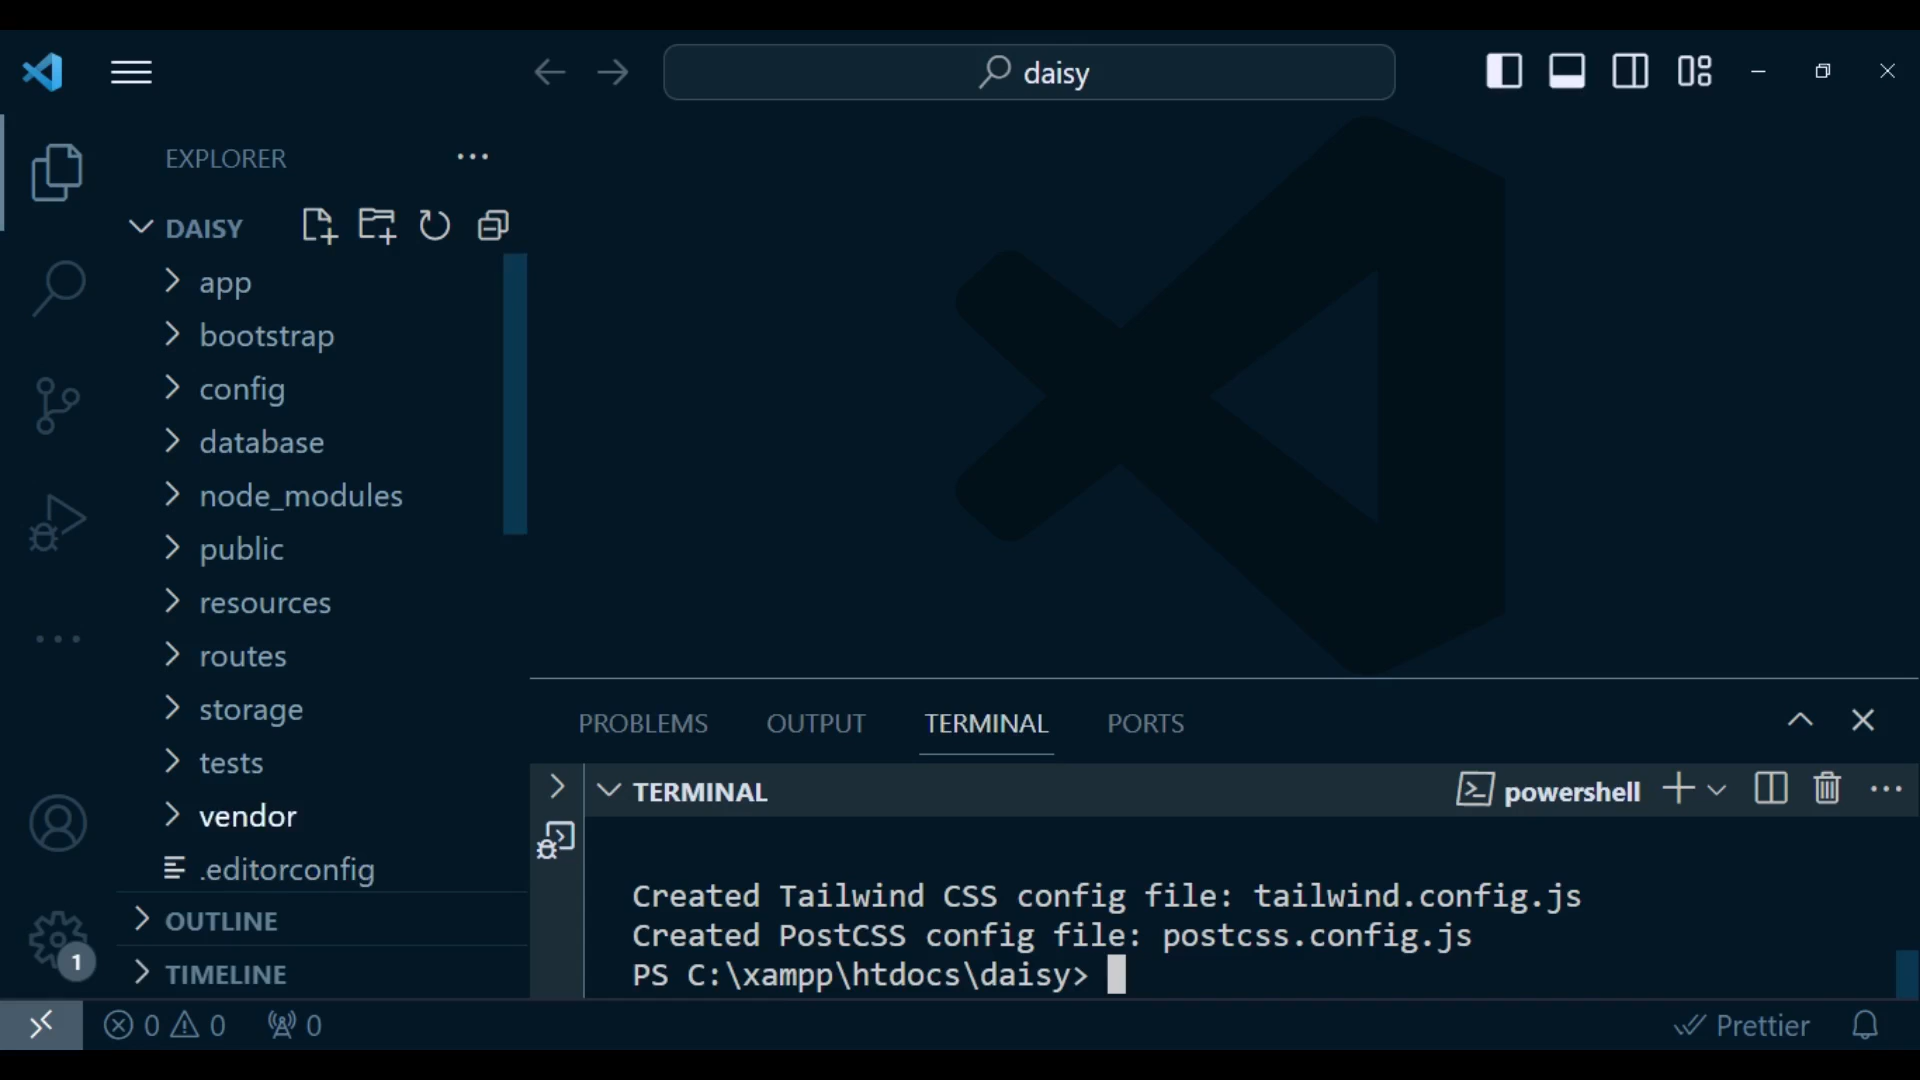 daisy
EXPLORER
DAISY
app
bootstrap
config
database
node_modules
public
resources
routes
storage
tests
vendor
.editorconfig
OUTLINE
TIMELINE
PROBLEMS OUTPUT TERMINAL PORTS
TERMINAL powershell
Created Tailwind CSS config file: tailwind.config.js
Created PostCSS config file: postcss.config.js
PS C:\xampp\htdocs\daisy>
1
0 0 0 Prettier